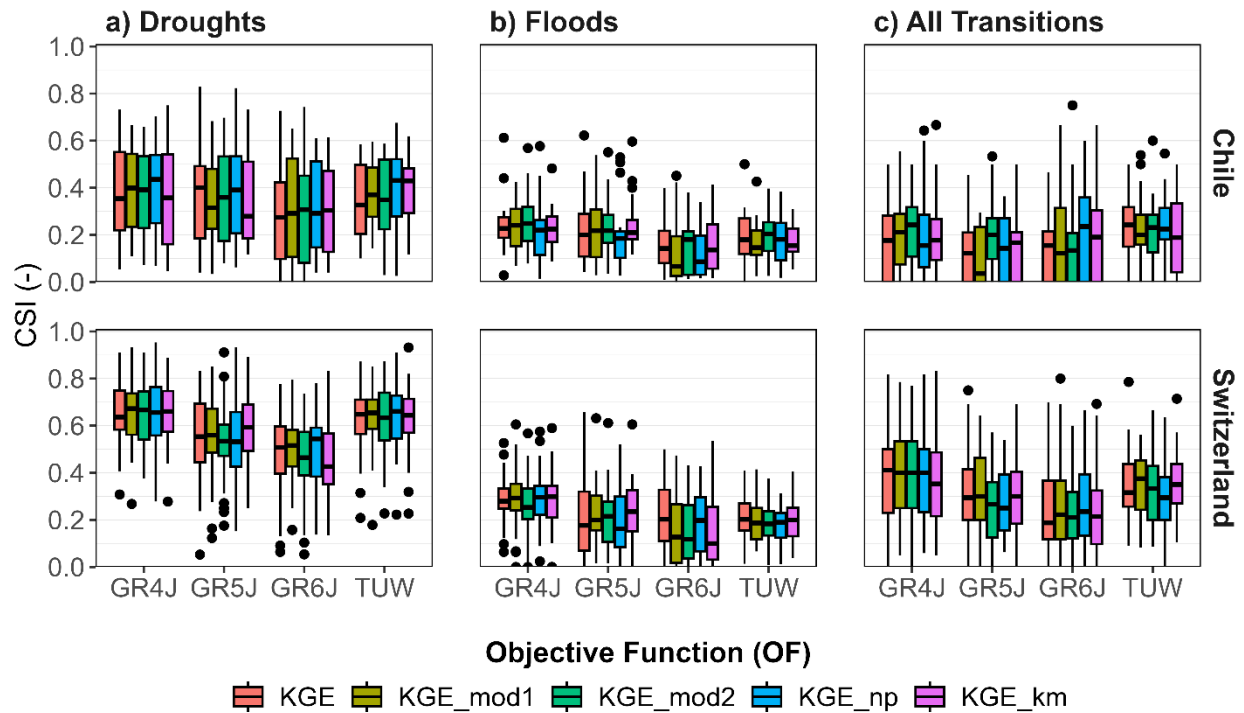 a) Droughts
b) Floods
c) All Transitions
CSI (-)
1.0
0.8
0.6
0.4
0.2
0.0
Chile
1.0
0.8
0.6
0.4
0.2
0.0
Switzerland
GR4J GR5J GR6J TUW
GR4J GR5J GR6J TUW
GR4J GR5J GR6J TUW
Objective Function (OF)
KGE KGE_mod1 KGE_mod2 KGE_np KGE_km